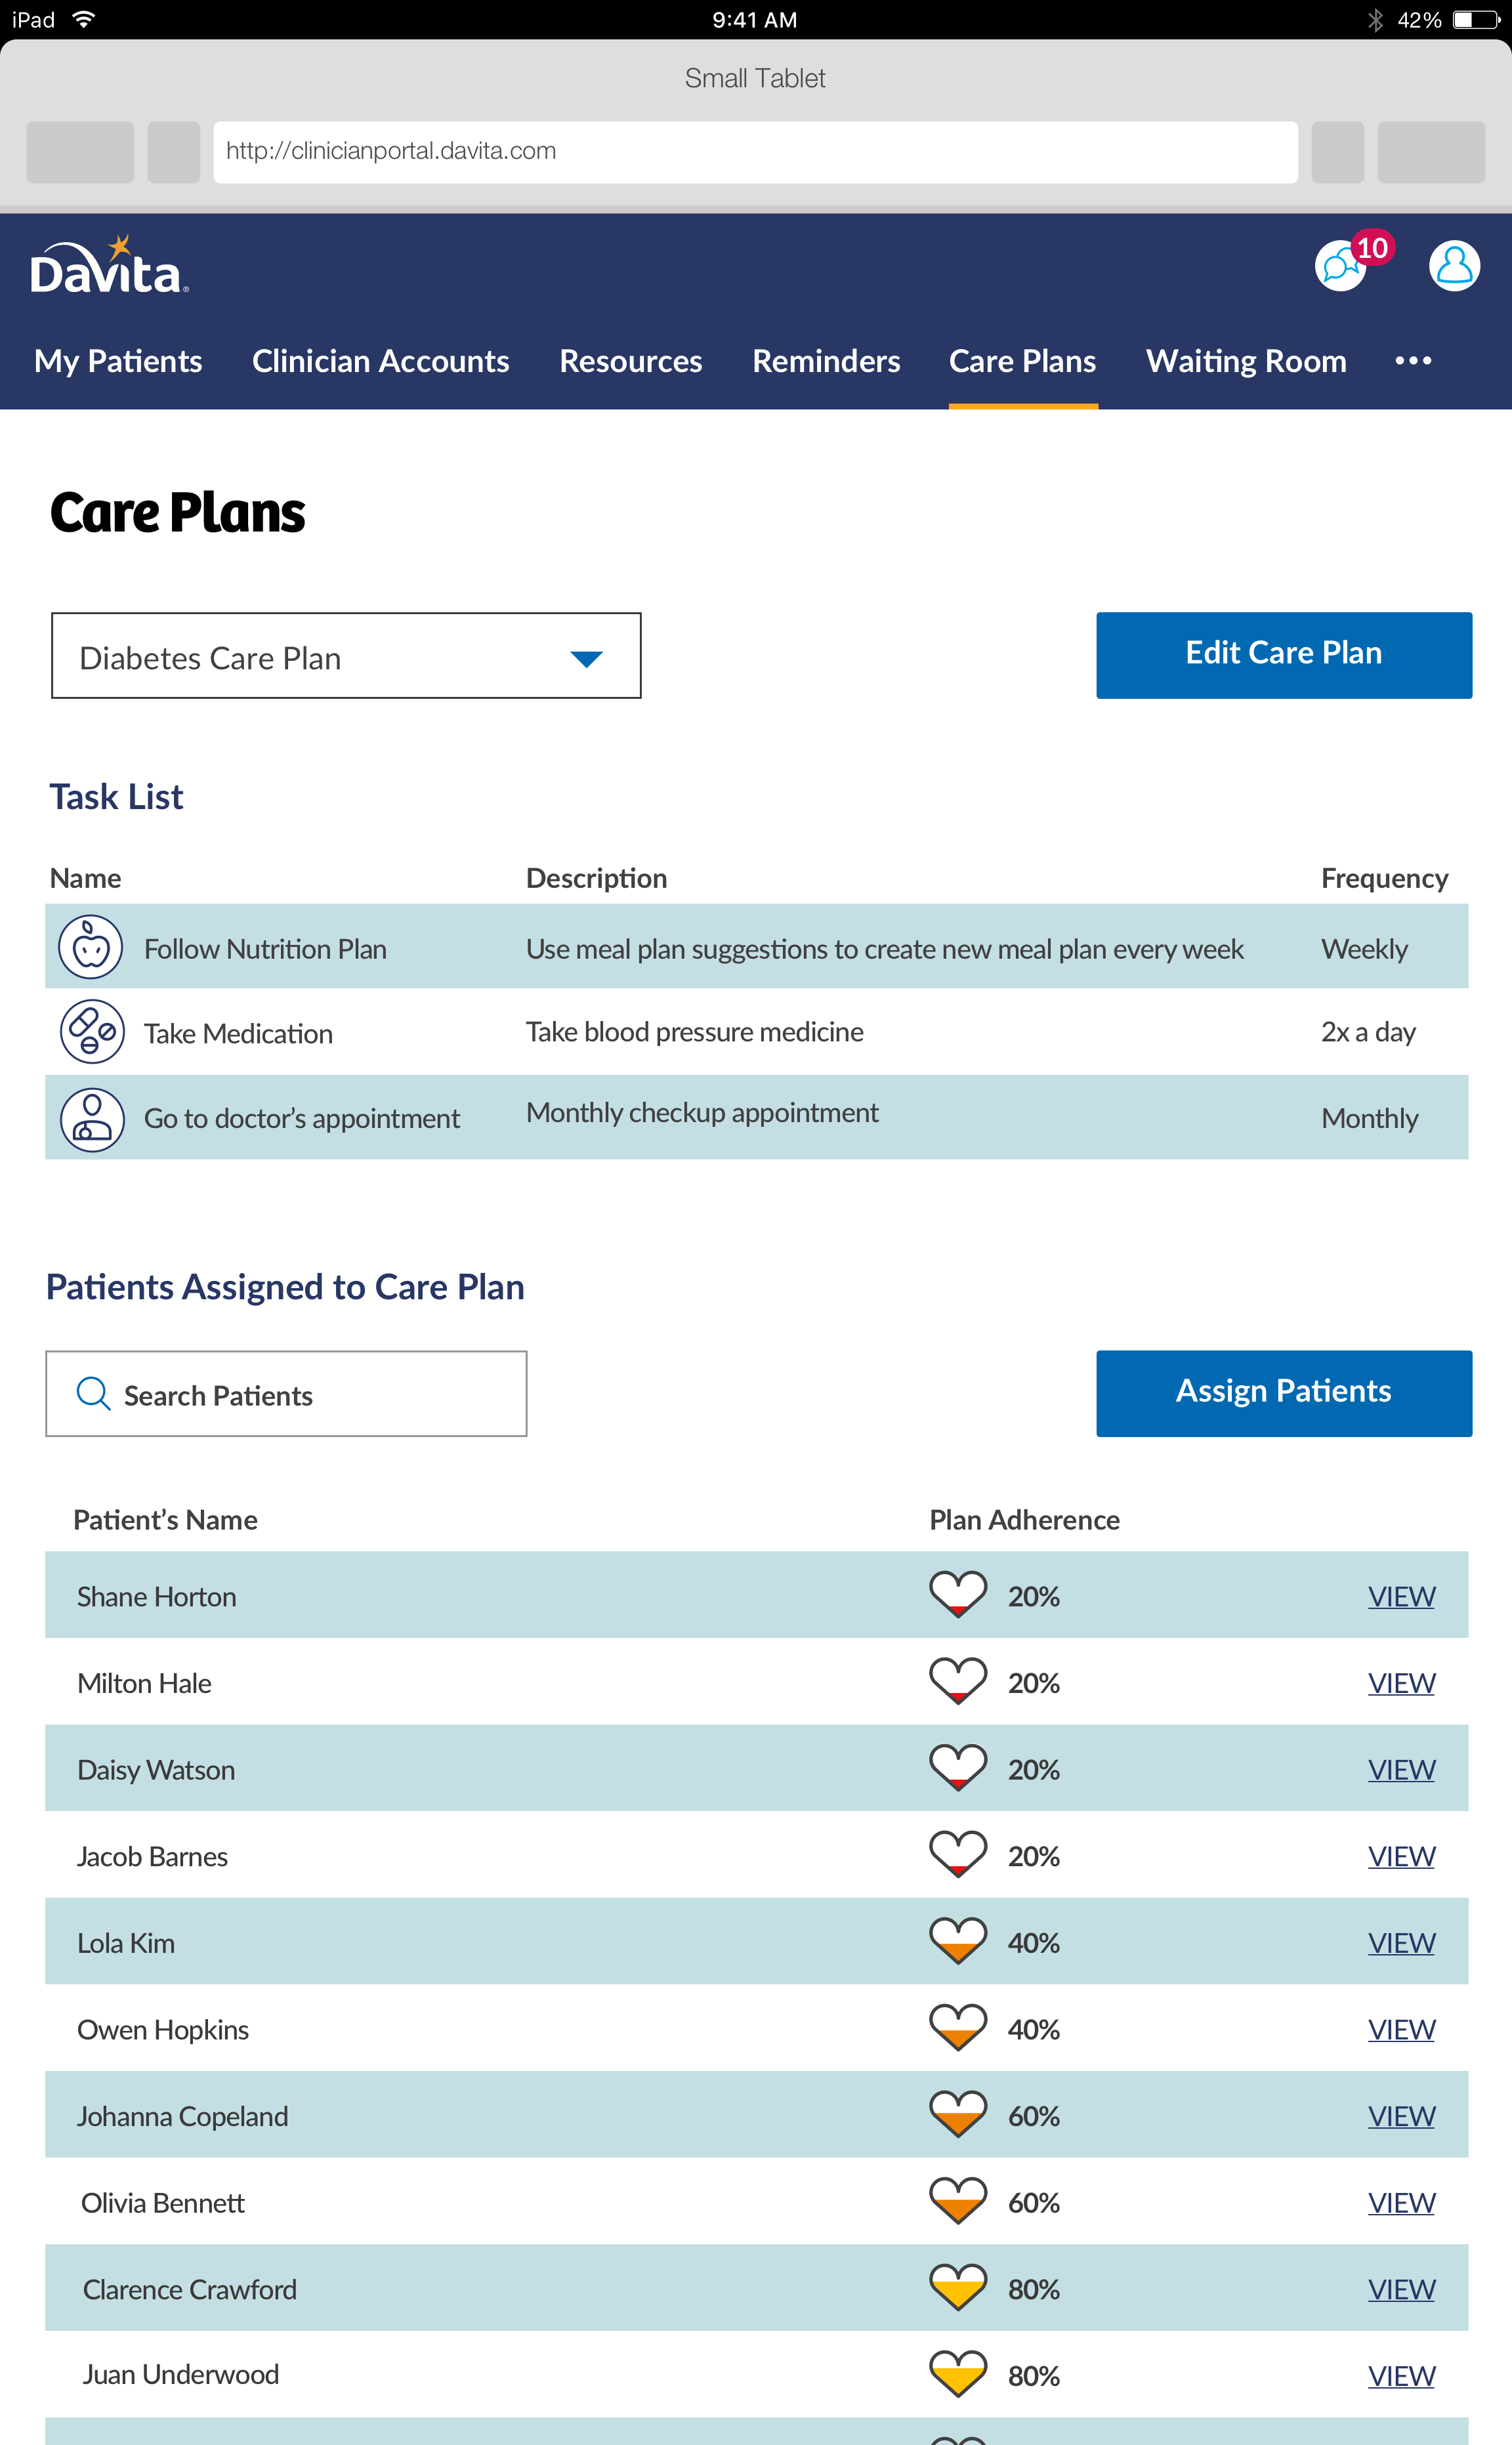 iPad 9:41 AM 42%
Small Tablet
http://clinicianportal.davita.com
DaVita®
10
My Patients Clinician Accounts Resources Reminders Care Plans Waiting Room •••
Care Plans
Diabetes Care Plan Edit Care Plan
Task List
Name Description Frequency
Follow Nutrition Plan Use meal plan suggestions to create new meal plan every week Weekly
Take Medication Take blood pressure medicine 2x a day
Go to doctor’s appointment Monthly checkup appointment Monthly
Patients Assigned to Care Plan
Search Patients Assign Patients
Patient’s Name Plan Adherence
Shane Horton 20% VIEW
Milton Hale 20% VIEW
Daisy Watson 20% VIEW
Jacob Barnes 20% VIEW
Lola Kim 40% VIEW
Owen Hopkins 40% VIEW
Johanna Copeland 60% VIEW
Olivia Bennett 60% VIEW
Clarence Crawford 80% VIEW
Juan Underwood 80% VIEW